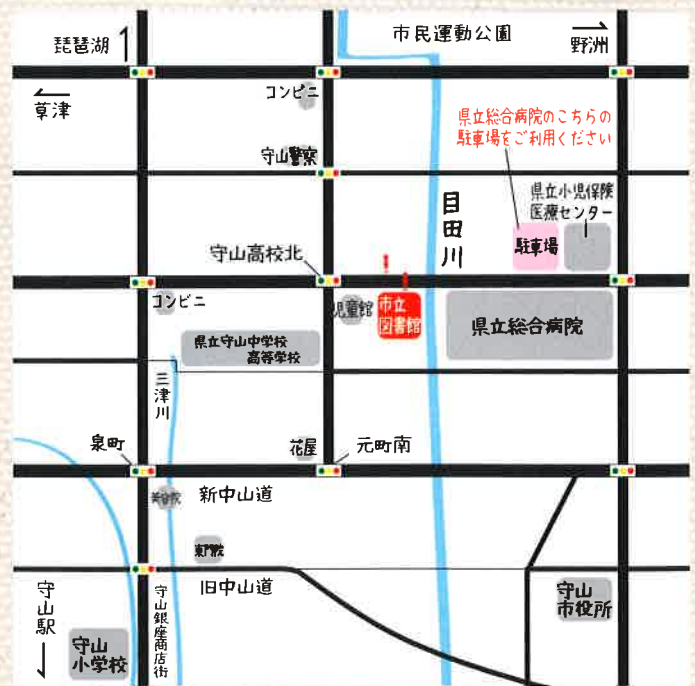 琵琶湖
市民運動公園
野洲
草津
コンビニ
県立総合病院のこちらの
駐車場をご利用ください
守山警察
県立小児保険
医療センター
目田川
駐車場
守山高校北
コンビニ
児童館
市立
図書館
県立総合病院
県立守山中学校
高等学校
三津川
泉町
花屋
元町南
美容院
新中山道
東門院
旧中山道
守山駅
守山銀座商店街
守山
市役所
守山
小学校